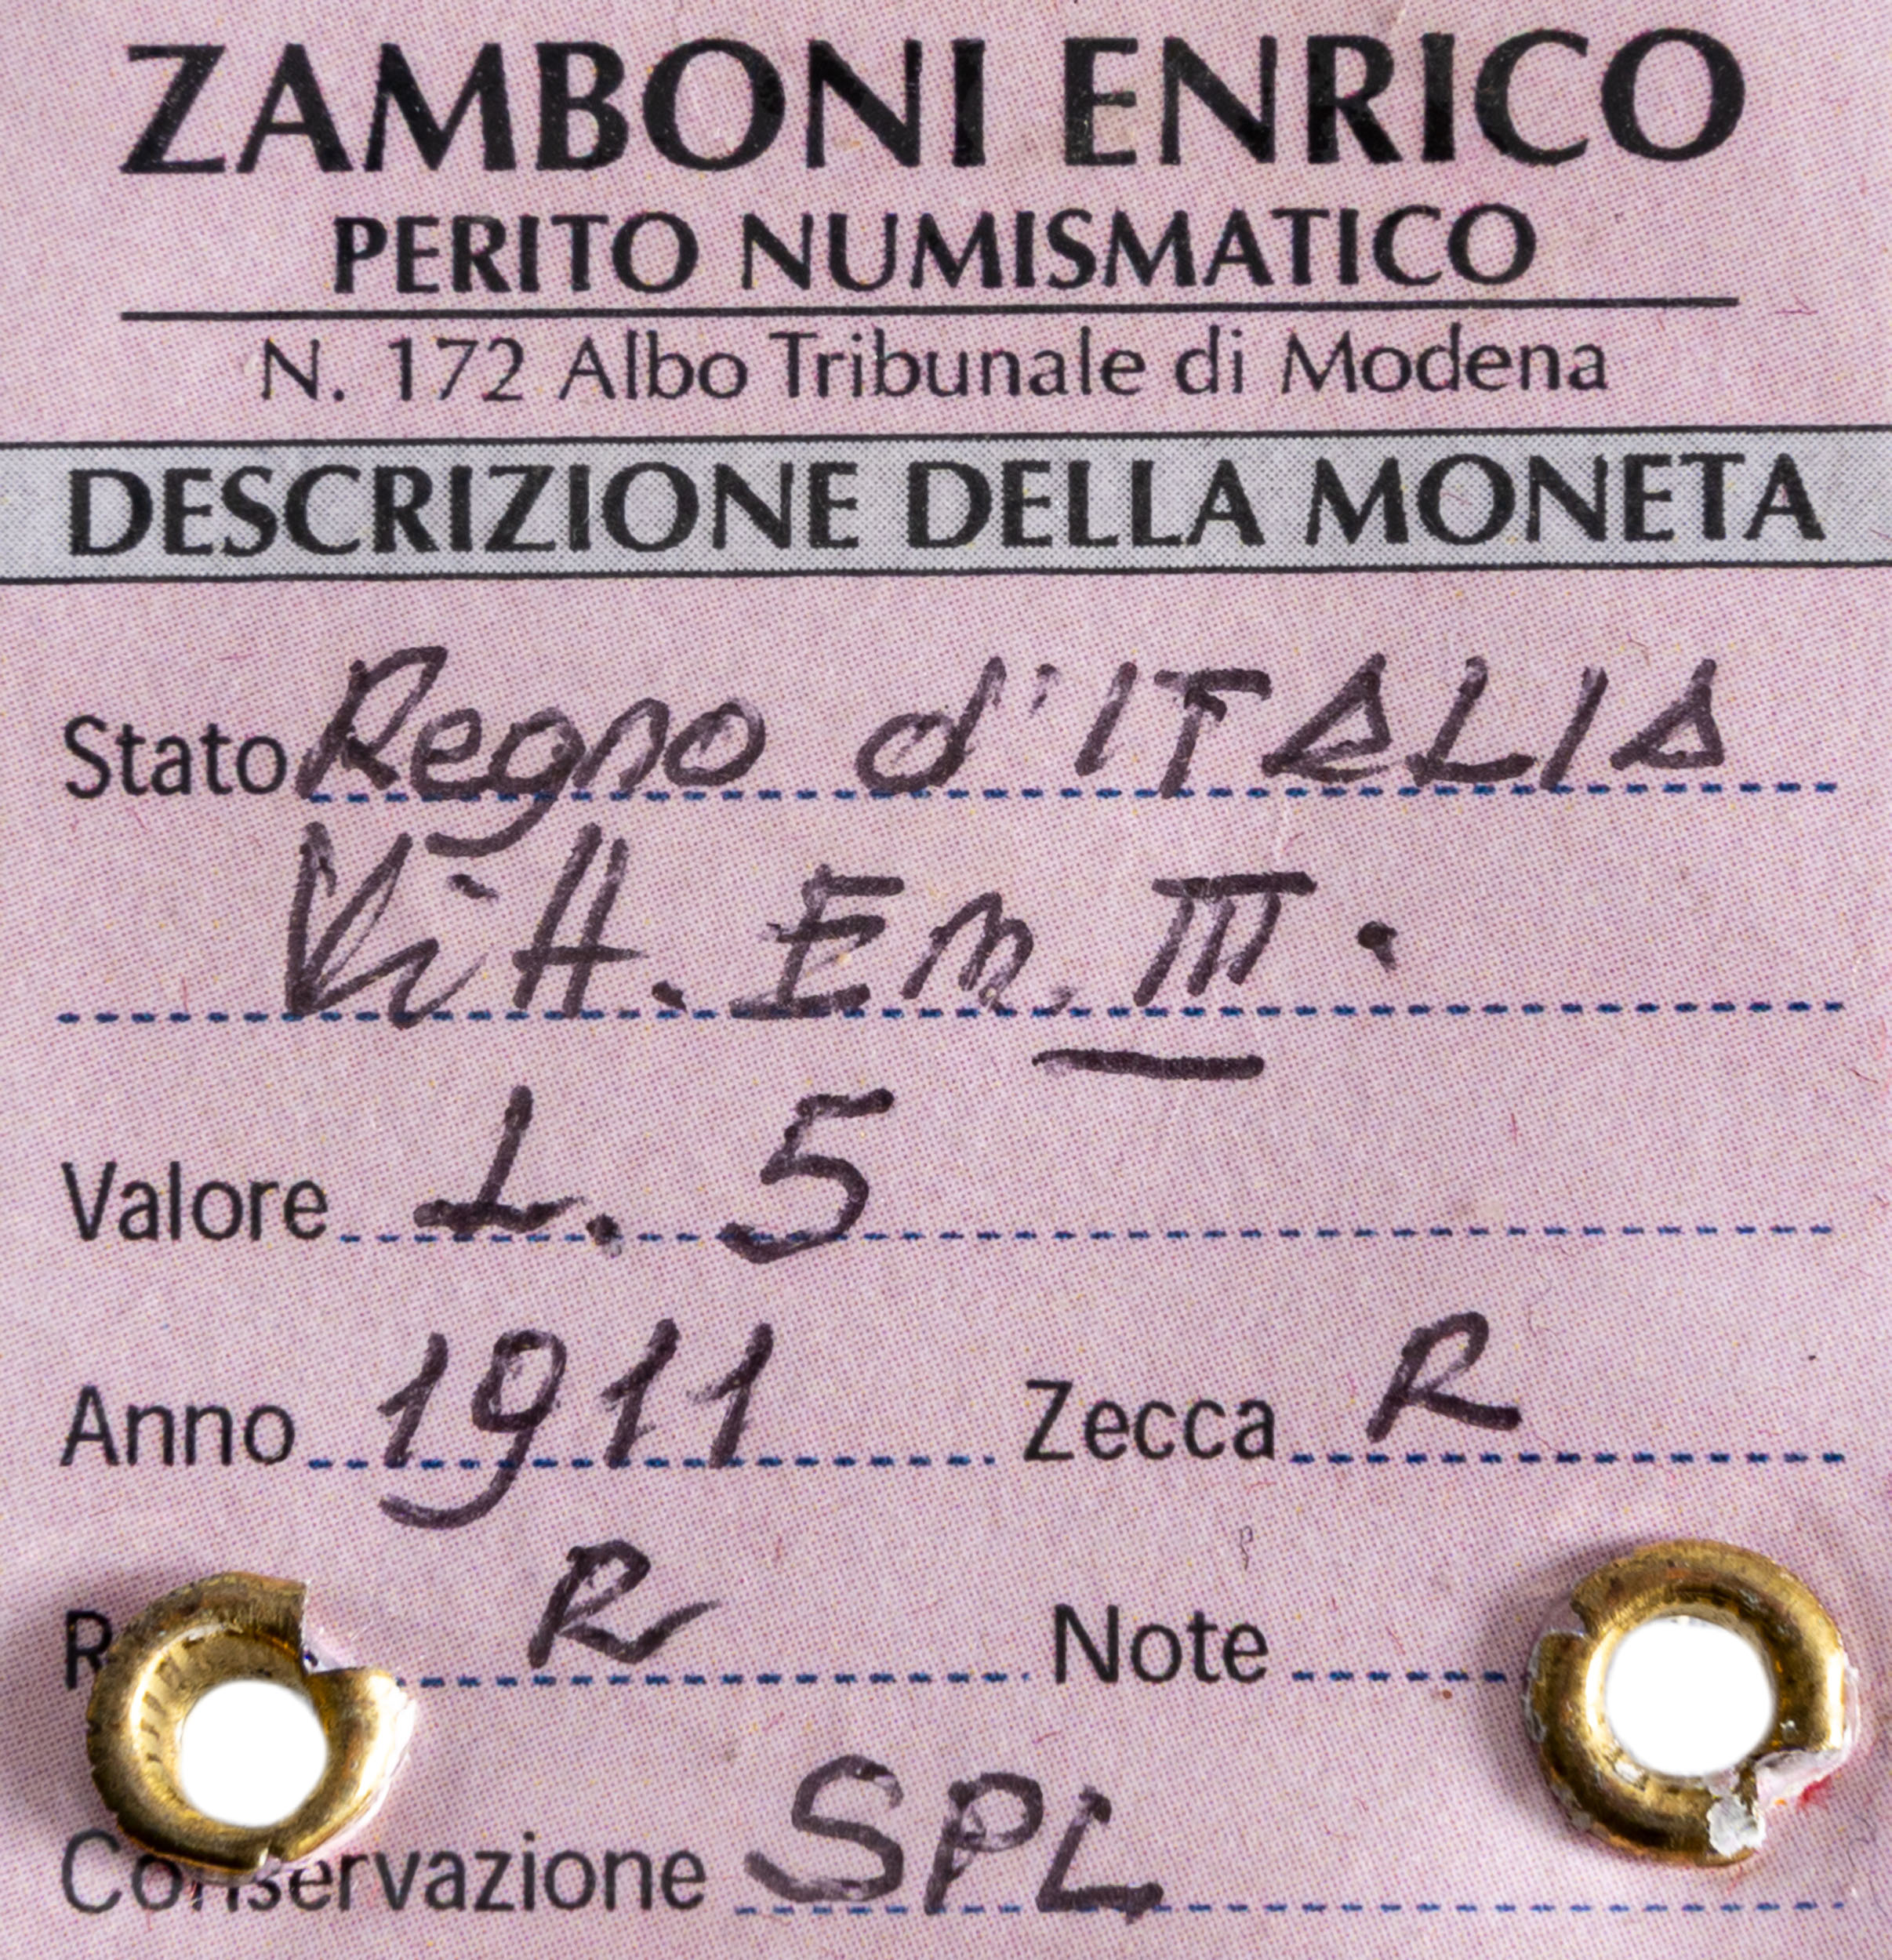 ZAMBONI ENRICO
PERITO NUMISMATICO
N. 172 Albo Tribunale di Modena
DESCRIZIONE DELLA MONETA
Stato Regno d'ITALIA
Vitt. Em. III.
Valore L. 5
Anno 1911 Zecca R
R Note
Conservazione SPL